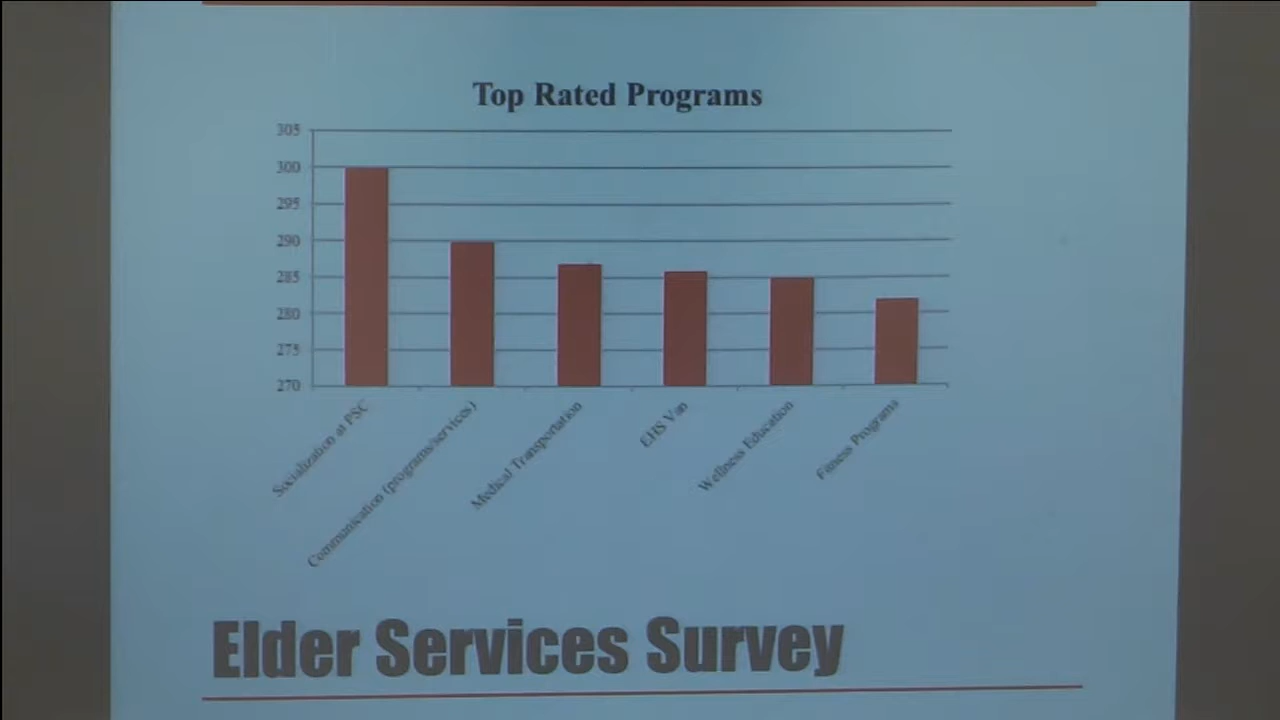 Top Rated Programs
305
300
295
290
285
280
275
270
Socialization at PSC
Communication (programs/services)
Medical Transportation
EHS Van
Wellness Education
Fitness Programs
Elder Services Survey